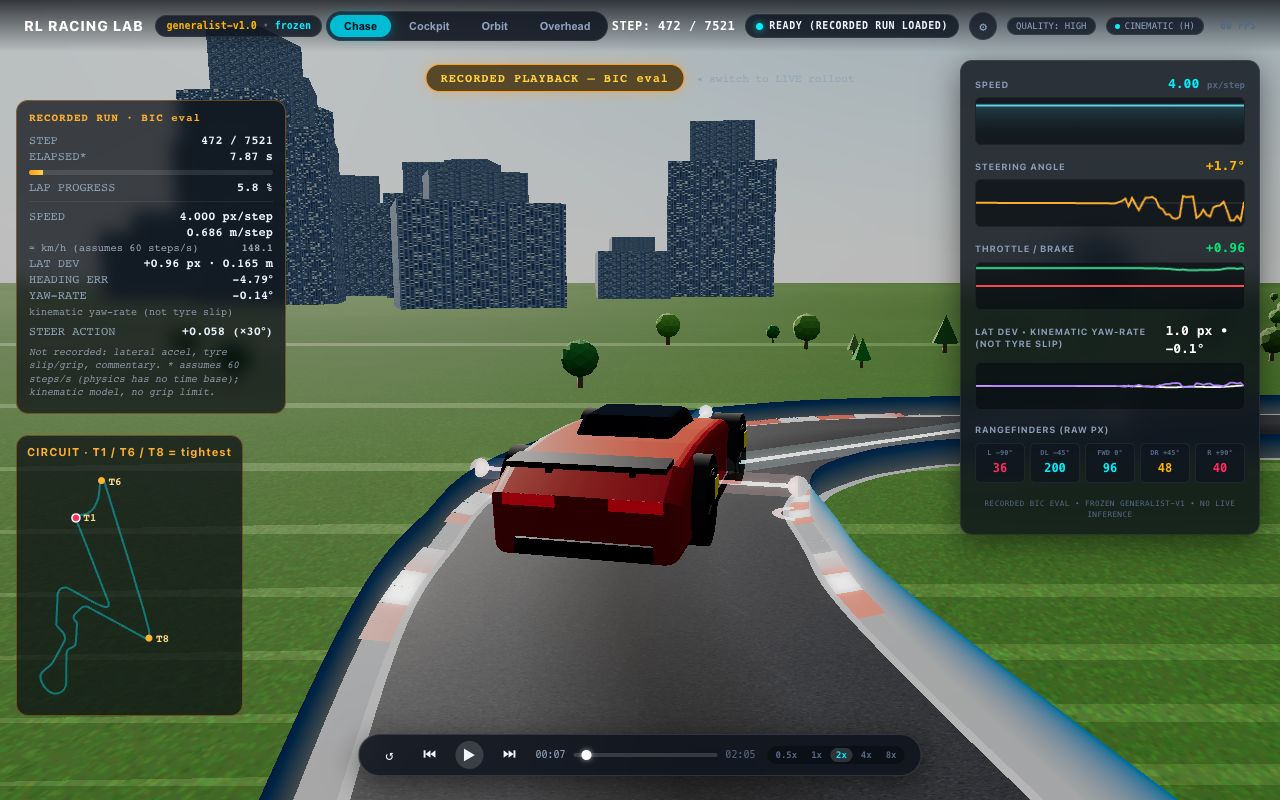 RL RACING LAB
generalist-v1.0 · frozen
Chase
Cockpit
Orbit
Overhead
STEP: 472 / 7521
READY (RECORDED RUN LOADED)
QUALITY: HIGH
CINEMATIC (H)
60 FPS
RECORDED PLAYBACK — BIC eval
switch to LIVE rollout
RECORDED RUN · BIC eval
STEP 472 / 7521
ELAPSED* 7.87 s
LAP PROGRESS 5.8 %
SPEED 4.000 px/step
0.686 m/step
≈ km/h (assumes 60 steps/s) 148.1
LAT DEV +0.96 px · 0.165 m
HEADING ERR −4.79°
YAW-RATE −0.14°
kinematic yaw-rate (not tyre slip)
STEER ACTION +0.058 (×30°)
Not recorded: lateral accel, tyre
slip/grip, commentary. * assumes 60
steps/s (physics has no time base);
kinematic model, no grip limit.
CIRCUIT · T1 / T6 / T8 = tightest
T6
T1
T8
SPEED 4.00 px/step
STEERING ANGLE +1.7°
THROTTLE / BRAKE +0.96
LAT DEV • KINEMATIC YAW-RATE
(NOT TYRE SLIP)
1.0 px •
−0.1°
RANGEFINDERS (RAW PX)
L −90° DL −45° FWD 0° DR +45° R +90°
36 200 96 48 40
RECORDED BIC EVAL • FROZEN GENERALIST-V1 • NO LIVE
INFERENCE
00:07
02:05
0.5x 1x 2x 4x 8x